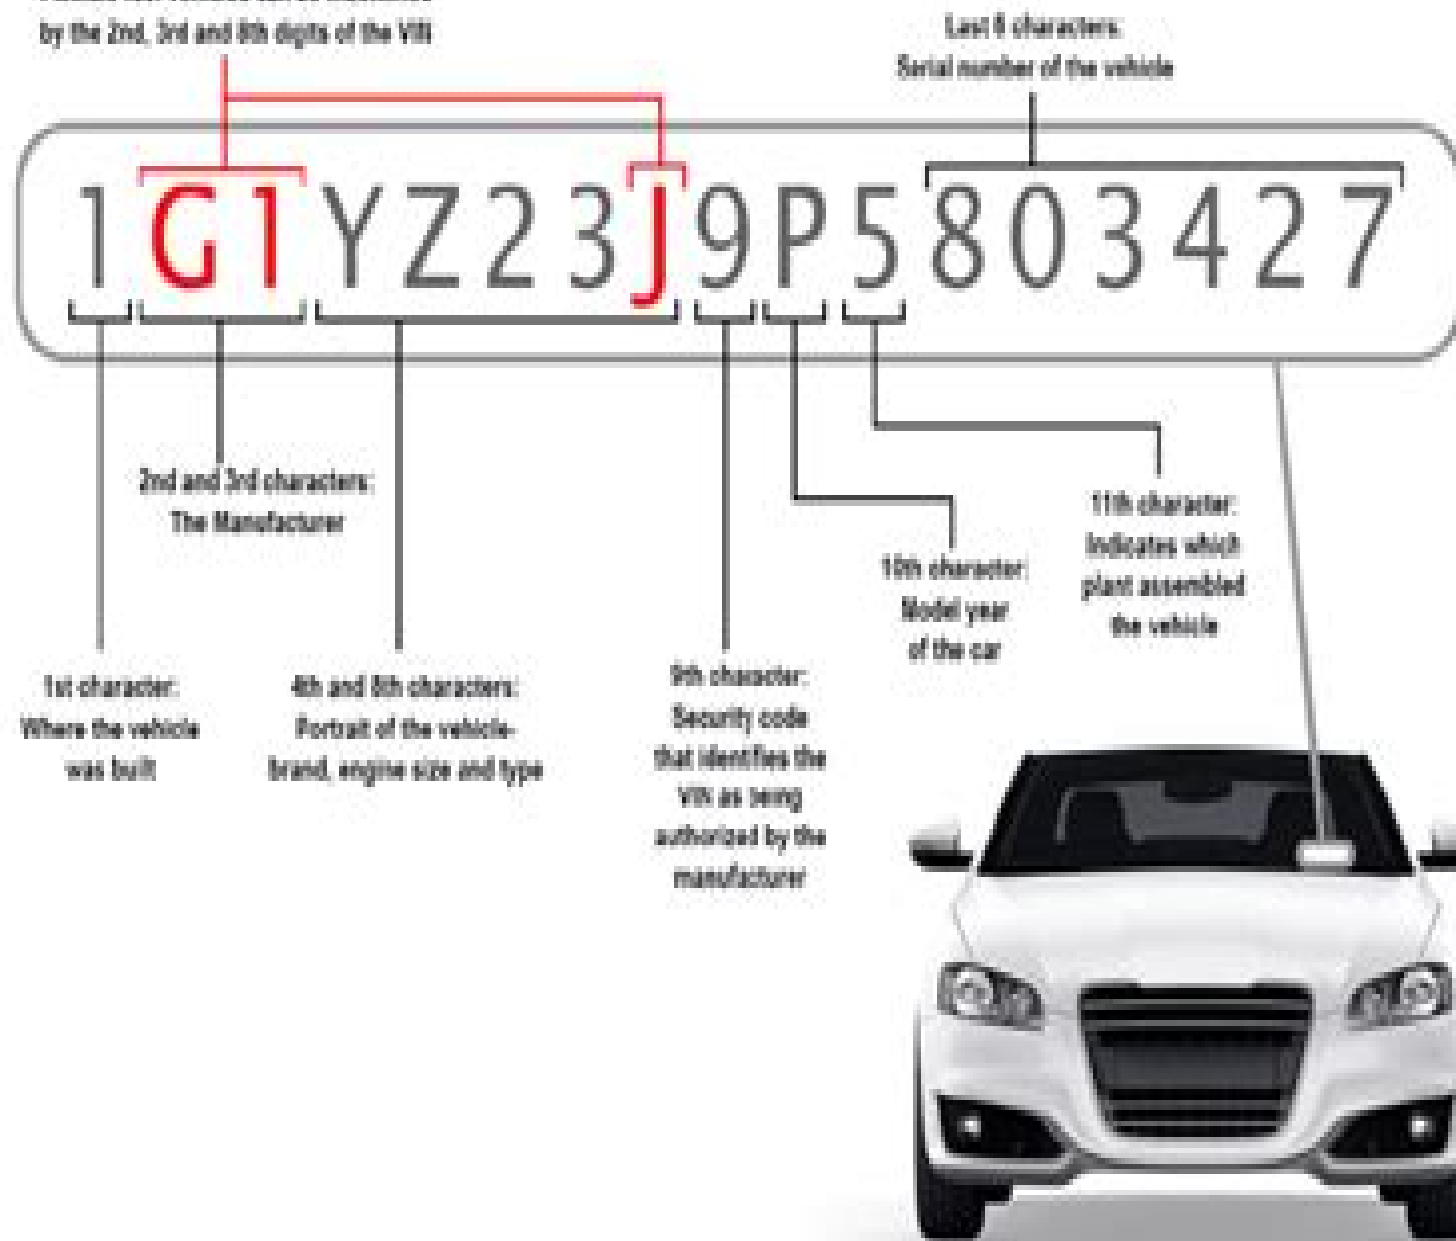 by the 2nd, 3rd and 8th digits of the VIN
Last 6 characters:
Serial number of the vehicle
1G1YZ23J9P5803427
2nd and 3rd characters:
The Manufacturer
11th character:
Indicates which
plant assembled
the vehicle
10th character:
Model year
of the car
1st character:
Where the vehicle
was built
4th and 8th characters:
Portrait of the vehicle-
brand, engine size and type
9th character:
Security code
that identifies the
VIN as being
authorized by the
manufacturer